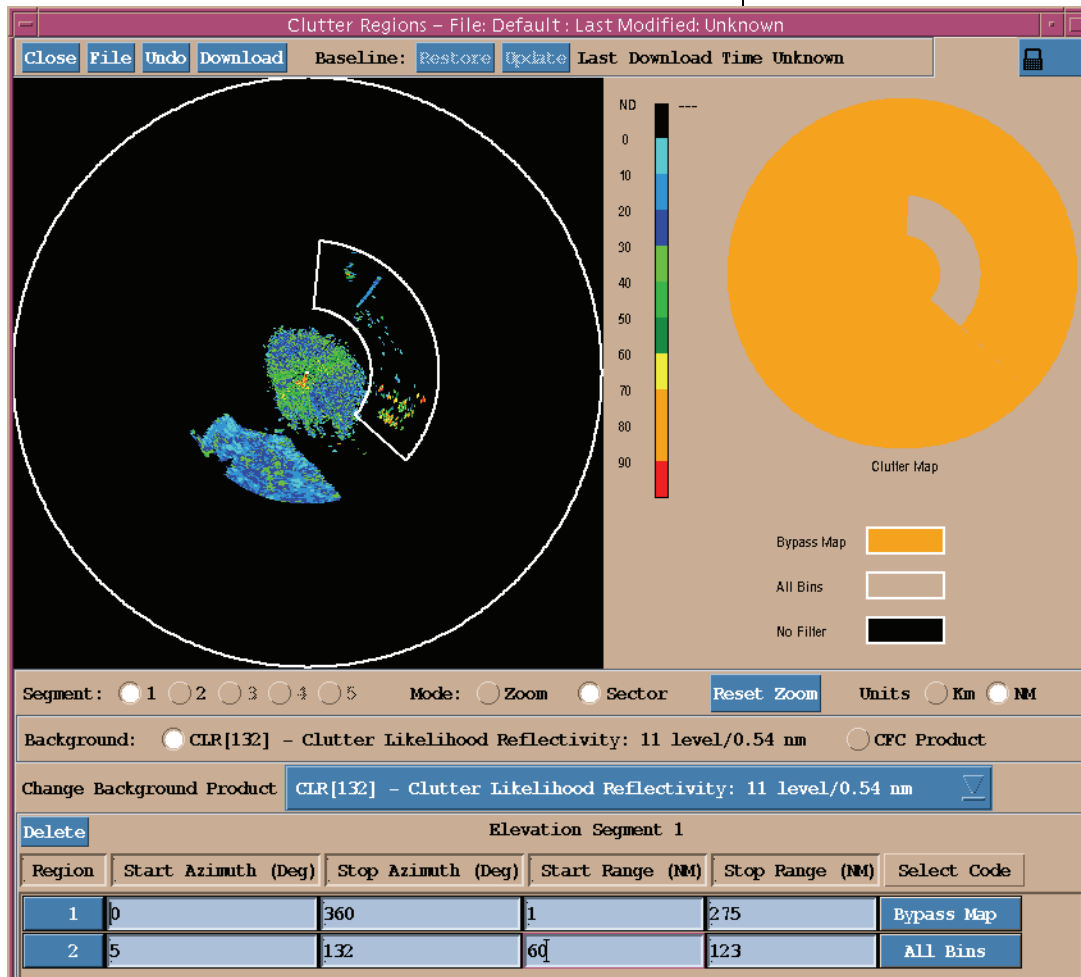 Clutter Regions – File: Default : Last Modified: Unknown
Close File Undo Download Baseline: Restore Update Last Download Time Unknown
ND ---
0
10
20
30
40
50
60
70
80
90
Clutter Map
Bypass Map
All Bins
No Filter
Segment: 1 2 3 4 5 Mode: Zoom Sector Reset Zoom Units Km NM
Background: CLR[132] – Clutter Likelihood Reflectivity: 11 level/0.54 nm CFC Product
Change Background Product CLR[132] – Clutter Likelihood Reflectivity: 11 level/0.54 nm
Delete Elevation Segment 1
Region Start Azimuth (Deg) Stop Azimuth (Deg) Start Range (NM) Stop Range (NM) Select Code
1 0 360 1 275 Bypass Map
2 5 132 60 123 All Bins